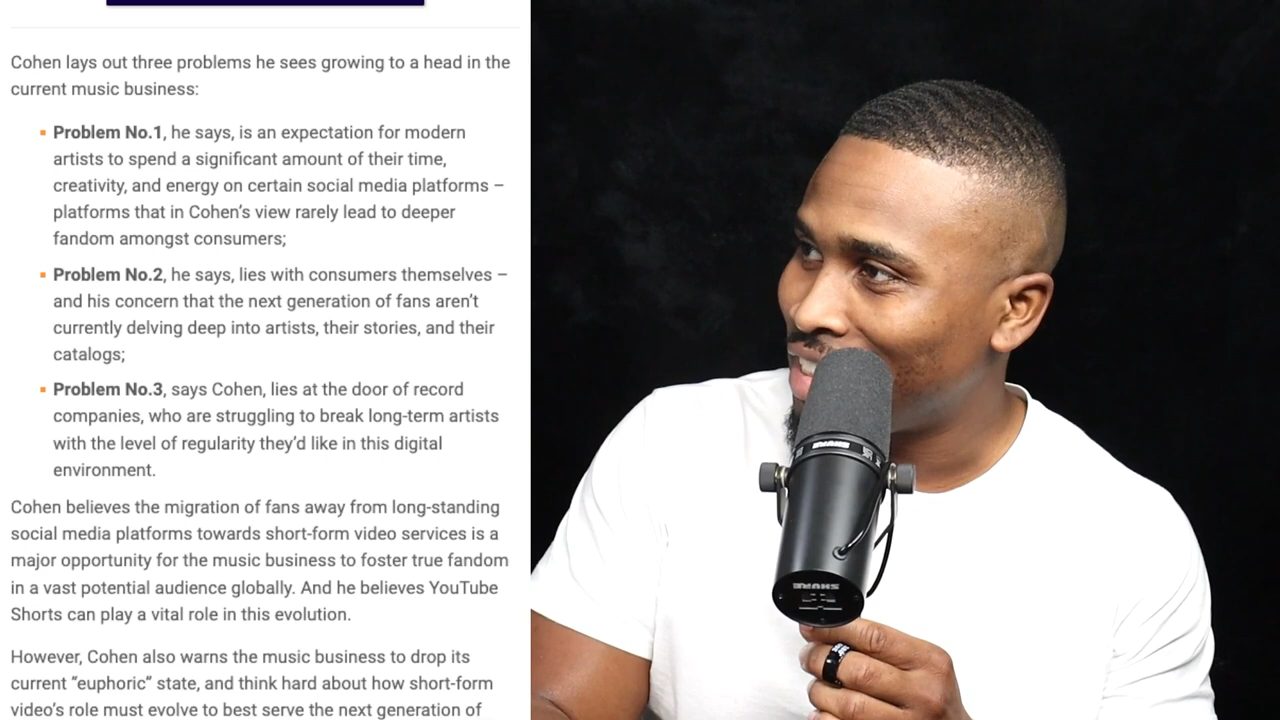 Cohen lays out three problems he sees growing to a head in the
current music business:
▪ Problem No.1, he says, is an expectation for modern
artists to spend a significant amount of their time,
creativity, and energy on certain social media platforms –
platforms that in Cohen’s view rarely lead to deeper
fandom amongst consumers;
▪ Problem No.2, he says, lies with consumers themselves –
and his concern that the next generation of fans aren’t
currently delving deep into artists, their stories, and their
catalogs;
▪ Problem No.3, says Cohen, lies at the door of record
companies, who are struggling to break long-term artists
with the level of regularity they’d like in this digital
environment.
Cohen believes the migration of fans away from long-standing
social media platforms towards short-form video services is a
major opportunity for the music business to foster true fandom
in a vast potential audience globally. And he believes YouTube
Shorts can play a vital role in this evolution.
However, Cohen also warns the music business to drop its
current “euphoric” state, and think hard about how short-form
video’s role must evolve to best serve the next generation of
SHURE
SHURE